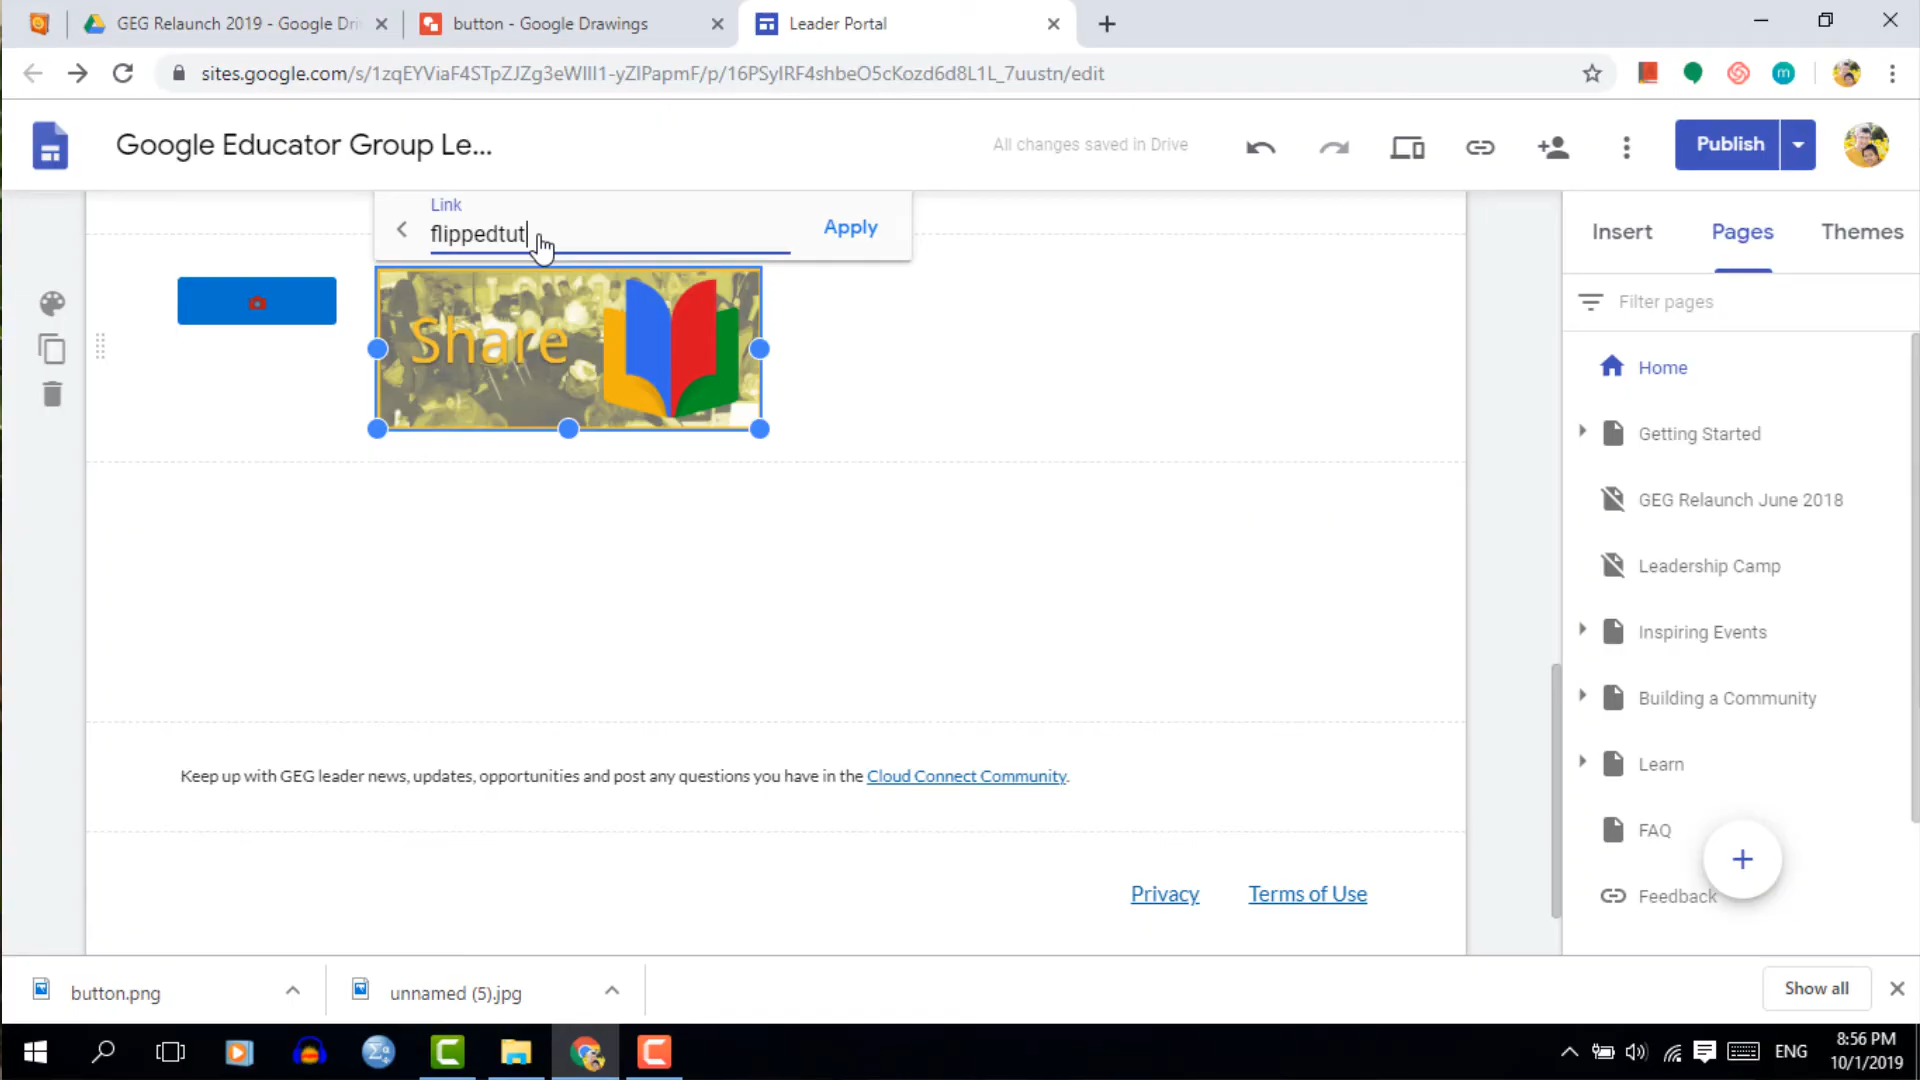 GEG Relaunch 2019 - Google Dri
button - Google Drawings
Leader Portal
sites.google.com/s/1zqEYViaF4STpZJZg3eWlll1-yZlPapmF/p/16PSyIRF4shbeO5cKozd6d8L1L_7uustn/edit
Google Educator Group Le...
All changes saved in Drive
Publish
Link
flippedtut
Apply
Insert
Pages
Themes
Filter pages
Share
Home
Getting Started
GEG Relaunch June 2018
Leadership Camp
Inspiring Events
Building a Community
Learn
FAQ
Feedback
Keep up with GEG leader news, updates, opportunities and post any questions you have in the Cloud Connect Community.
Privacy
Terms of Use
button.png
unnamed (5).jpg
Show all
ENG
8:56 PM
10/1/2019